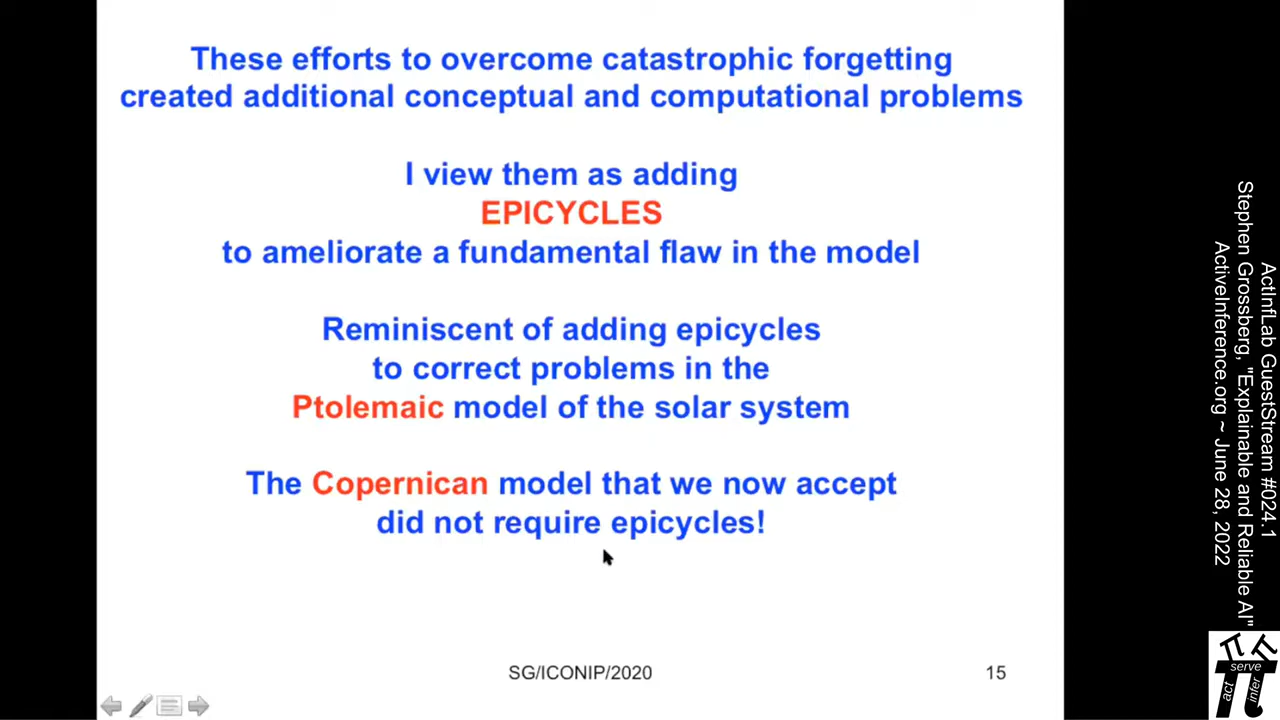 These efforts to overcome catastrophic forgetting
created additional conceptual and computational problems
I view them as adding
EPICYCLES
to ameliorate a fundamental flaw in the model
Reminiscent of adding epicycles
to correct problems in the
Ptolemaic model of the solar system
The Copernican model that we now accept
did not require epicycles!
SG/ICONIP/2020
15
ActInfLab GuestStream #024.1
Stephen Grossberg, "Explainable and Reliable AI"
ActiveInference.org ~ June 28, 2022
serve
act
infer